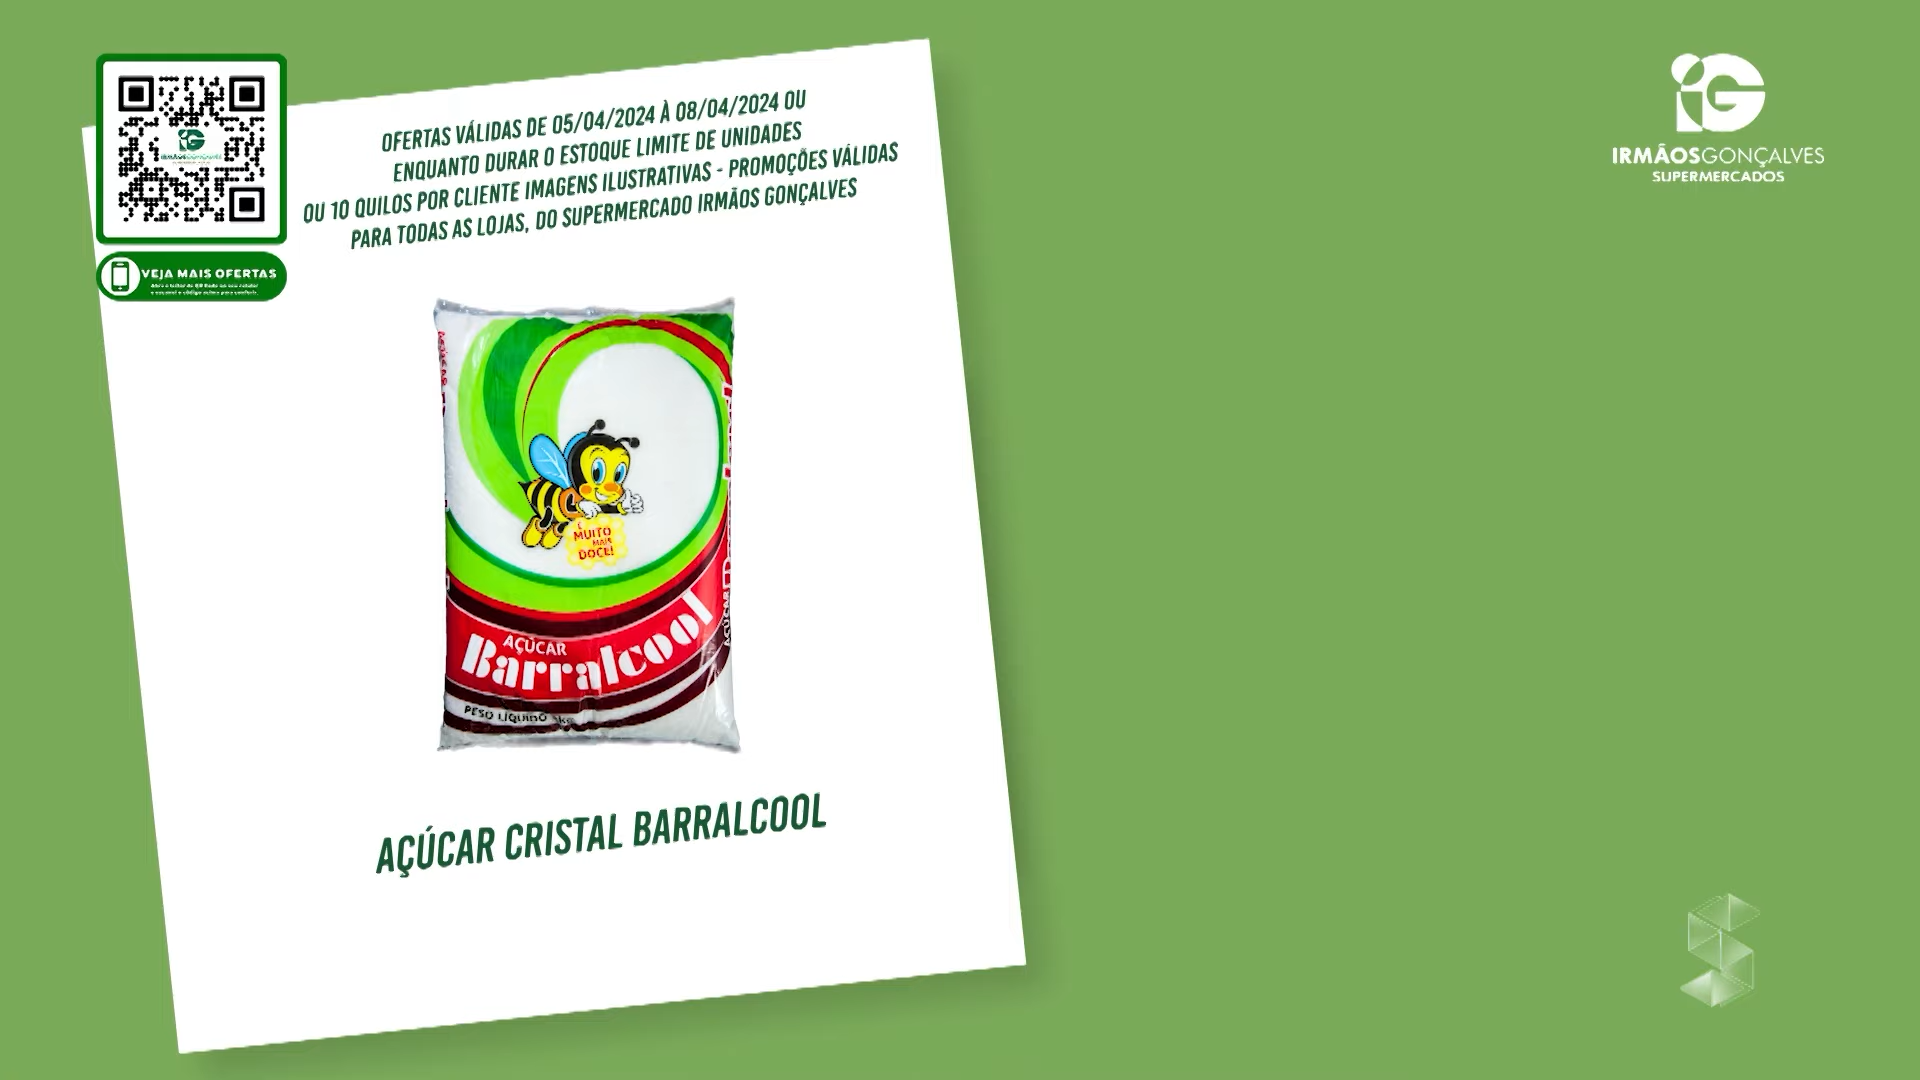 OFERTAS VÁLIDAS DE 05/04/2024 À 08/04/2024 OU
ENQUANTO DURAR O ESTOQUE LIMITE DE UNIDADES
OU 10 QUILOS POR CLIENTE IMAGENS ILUSTRATIVAS - PROMOÇÕES VÁLIDAS
PARA TODAS AS LOJAS, DO SUPERMERCADO IRMÃOS GONÇALVES
VEJA MAIS OFERTAS
iG
IRMÃOSGONÇALVES
SUPERMERCADOS
É
MUITO
MAIS
DOCE!
AÇÚCAR
Barralcool
PESO LÍQUIDO
AÇÚCAR CRISTAL BARRALCOOL